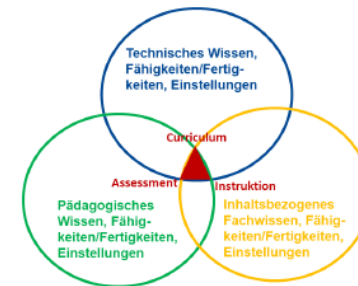 Technisches Wissen,
Fähigkeiten/Fertig-
keiten, Einstellungen
Curriculum
Assessment
Instruktion
Pädagogisches
Wissen, Fähig-
keiten/Fertigkeiten,
Einstellungen
Inhaltsbezogenes
Fachwissen, Fähig-
keiten/Fertigkeiten,
Einstellungen